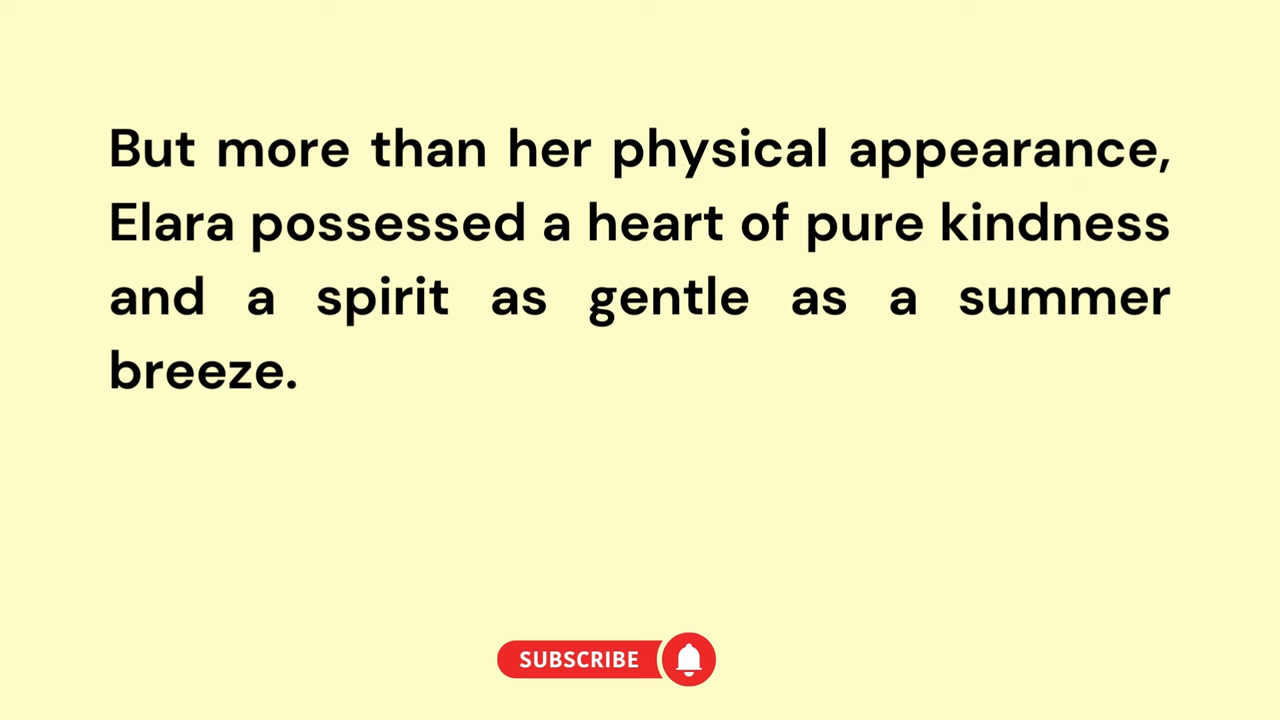 But more than her physical appearance,
Elara possessed a heart of pure kindness
and a spirit as gentle as a summer
breeze.
SUBSCRIBE